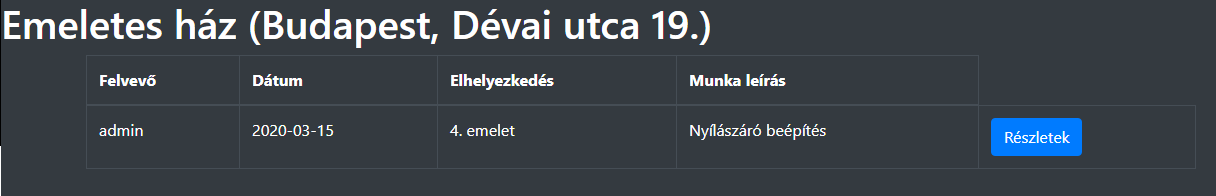 Emeletes ház (Budapest, Dévai utca 19.)
Felvevő Dátum Elhelyezkedés Munka leírás
admin 2020-03-15 4. emelet Nyílászáró beépítés Részletek